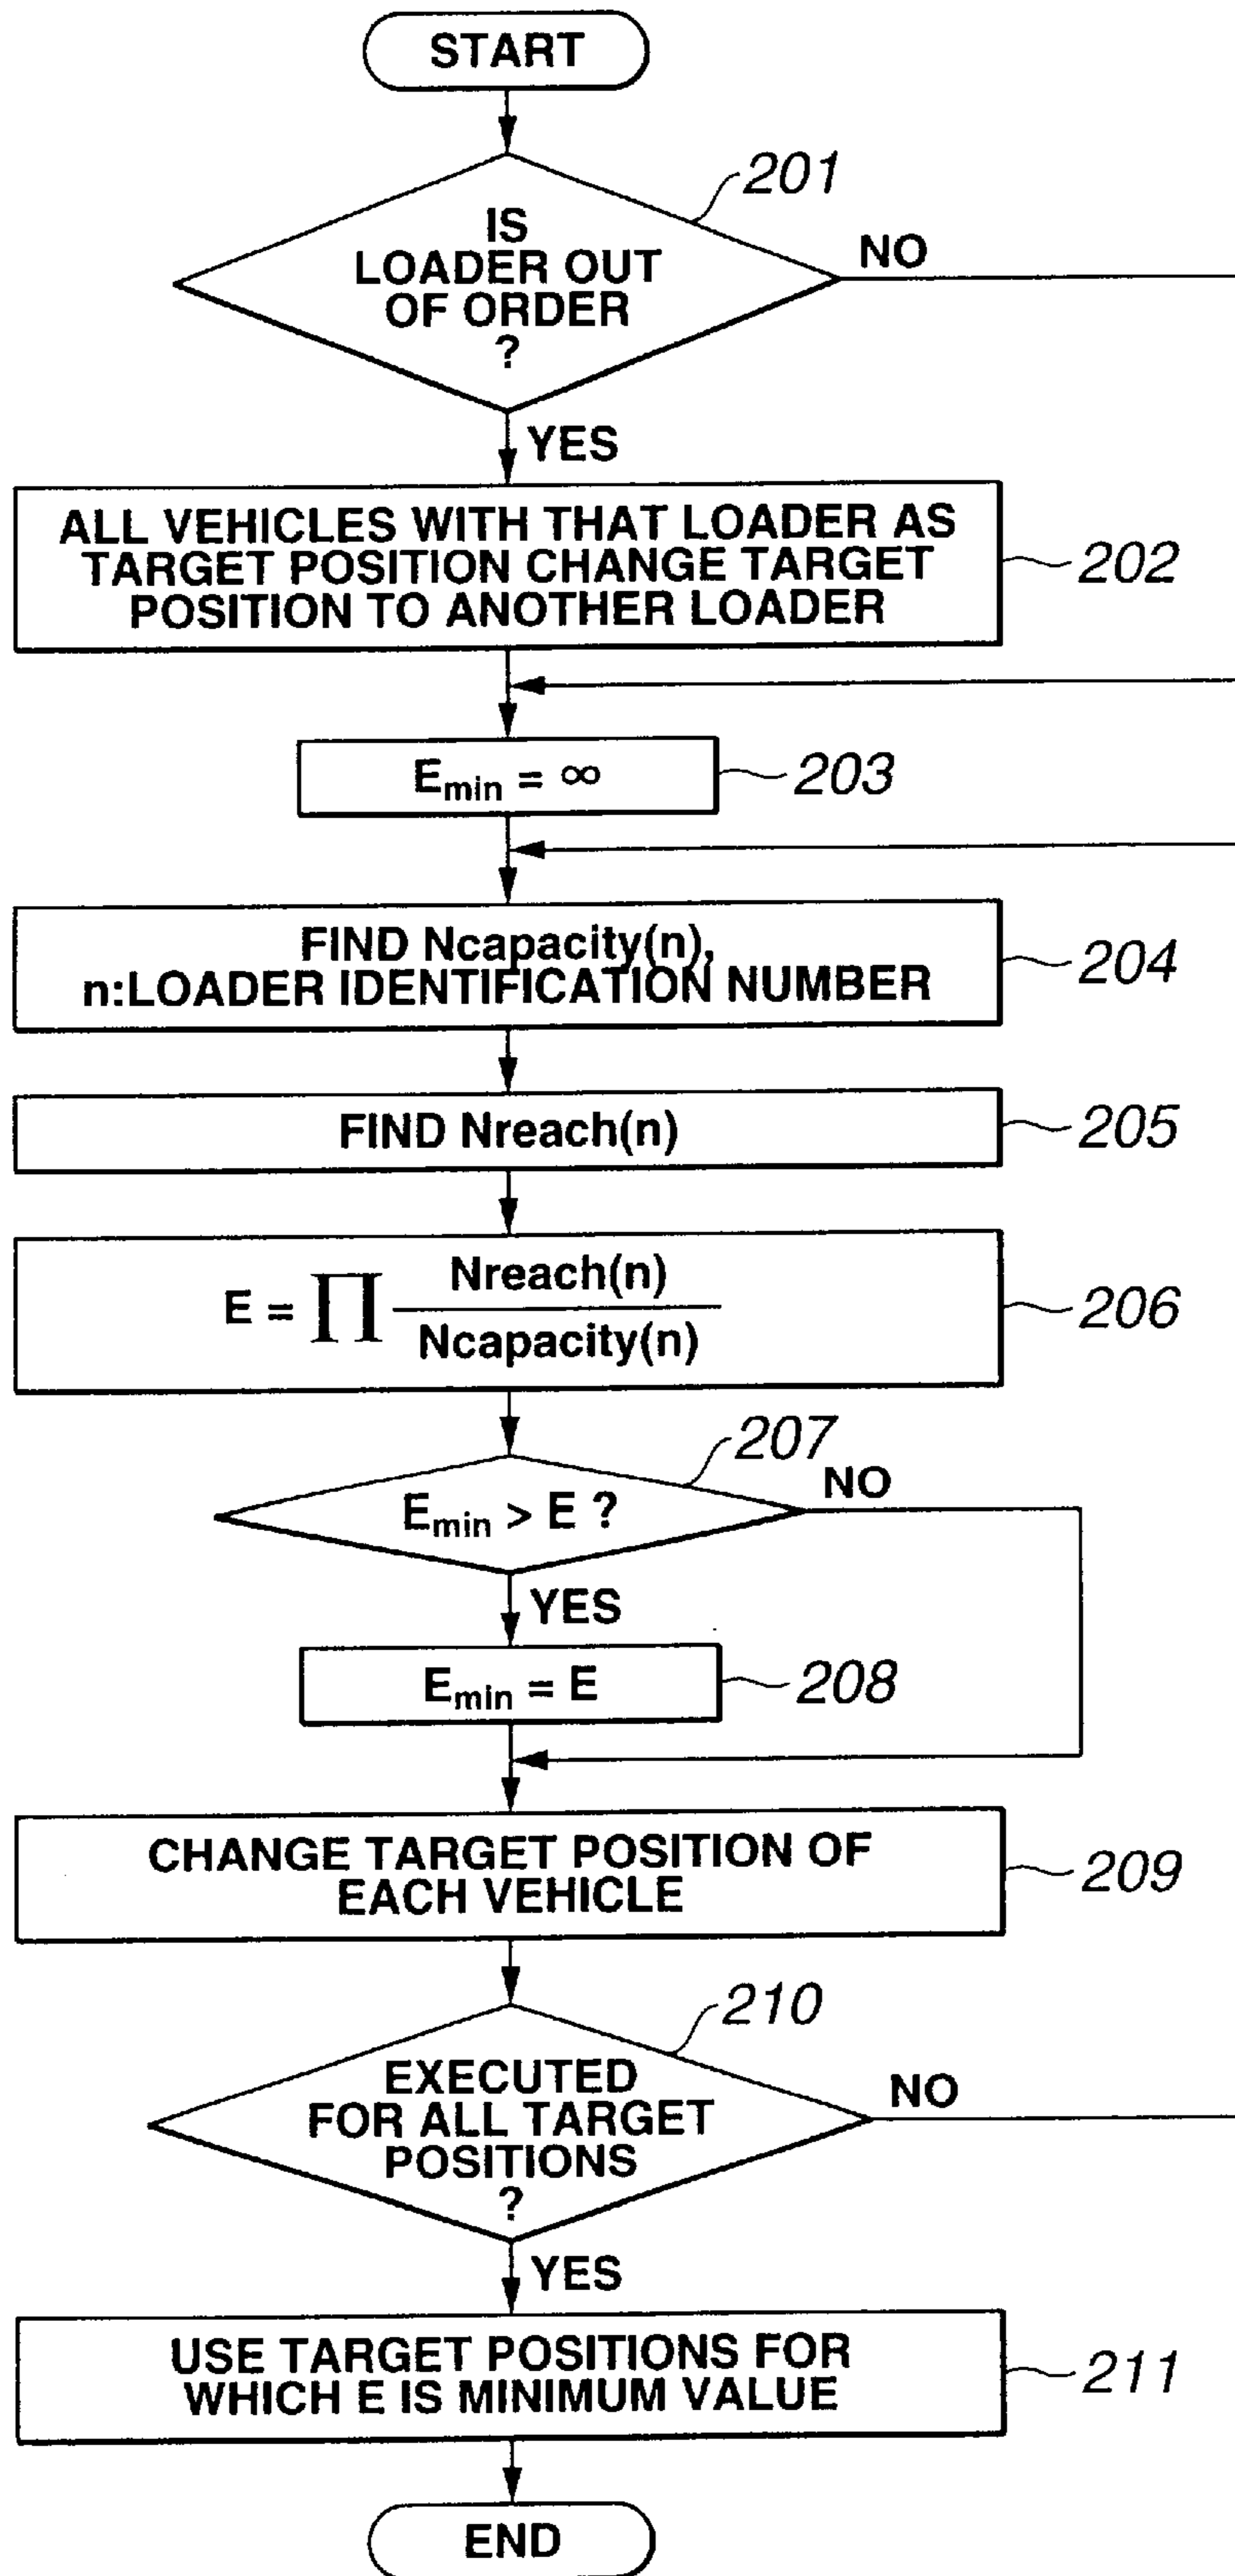 START
201
IS
LOADER OUT
OF ORDER
?
NO
YES
ALL VEHICLES WITH THAT LOADER AS
TARGET POSITION CHANGE TARGET
POSITION TO ANOTHER LOADER
202
Emin = ∞
203
FIND Ncapacity(n),
n:LOADER IDENTIFICATION NUMBER
204
FIND Nreach(n)
205
E = ∏ Nreach(n)
Ncapacity(n)
206
207
Emin > E ?
NO
YES
Emin = E
208
CHANGE TARGET POSITION OF
EACH VEHICLE
209
210
EXECUTED
FOR ALL TARGET
POSITIONS
?
NO
YES
USE TARGET POSITIONS FOR
WHICH E IS MINIMUM VALUE
211
END